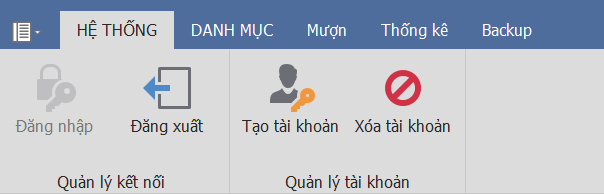 HỆ THỐNG DANH MỤC Mượn Thống kê Backup
Đăng nhập Đăng xuất Tạo tài khoản Xóa tài khoản
Quản lý kết nối Quản lý tài khoản